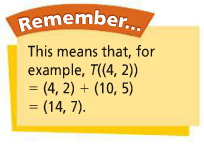 Remember...
This means that, for
example, T((4, 2))
= (4, 2) + (10, 5)
= (14, 7).